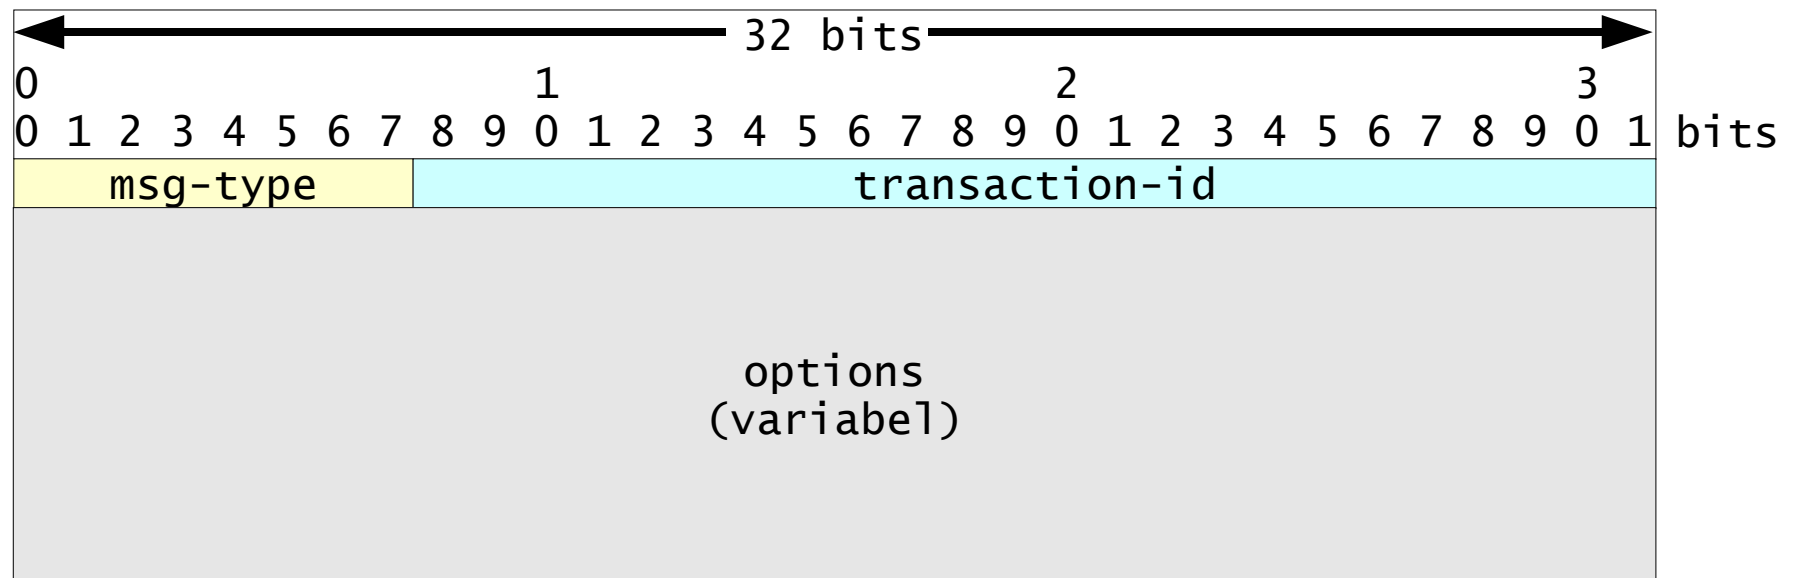 32 bits
0 1 2 3
0 1 2 3 4 5 6 7 8 9 0 1 2 3 4 5 6 7 8 9 0 1 2 3 4 5 6 7 8 9 0 1 bits
msg-type transaction-id
options
(variabel)